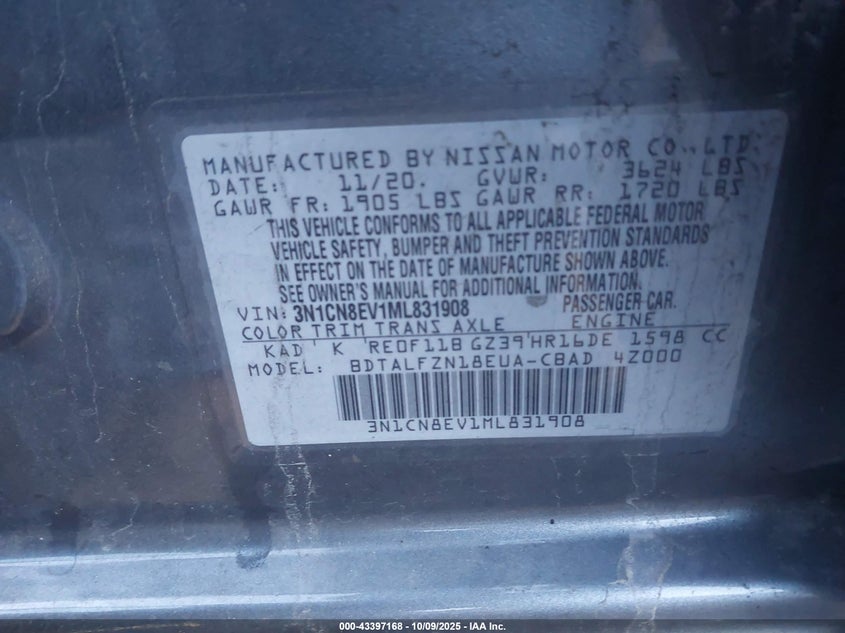 MANUFACTURED BY NISSAN MOTOR CO., LTD.
DATE: 11/20. GVWR: 3624 LBS
GAWR FR: 1905 LBS GAWR RR: 1720 LBS
THIS VEHICLE CONFORMS TO ALL APPLICABLE FEDERAL MOTOR
VEHICLE SAFETY, BUMPER AND THEFT PREVENTION STANDARDS
IN EFFECT ON THE DATE OF MANUFACTURE SHOWN ABOVE.
SEE OWNER'S MANUAL FOR ADDITIONAL INFORMATION.
VIN: 3N1CN8EV1ML831908 PASSENGER CAR.
COLOR TRIM TRANS AXLE ENGINE
KAD K RE0F11B GZ39 HR16DE 1598 CC
MODEL: BDTALFZN18EUA-CBAD 4Z000
3N1CN8EV1ML831908
000-43397168 - 10/09/2025 - IAA Inc.